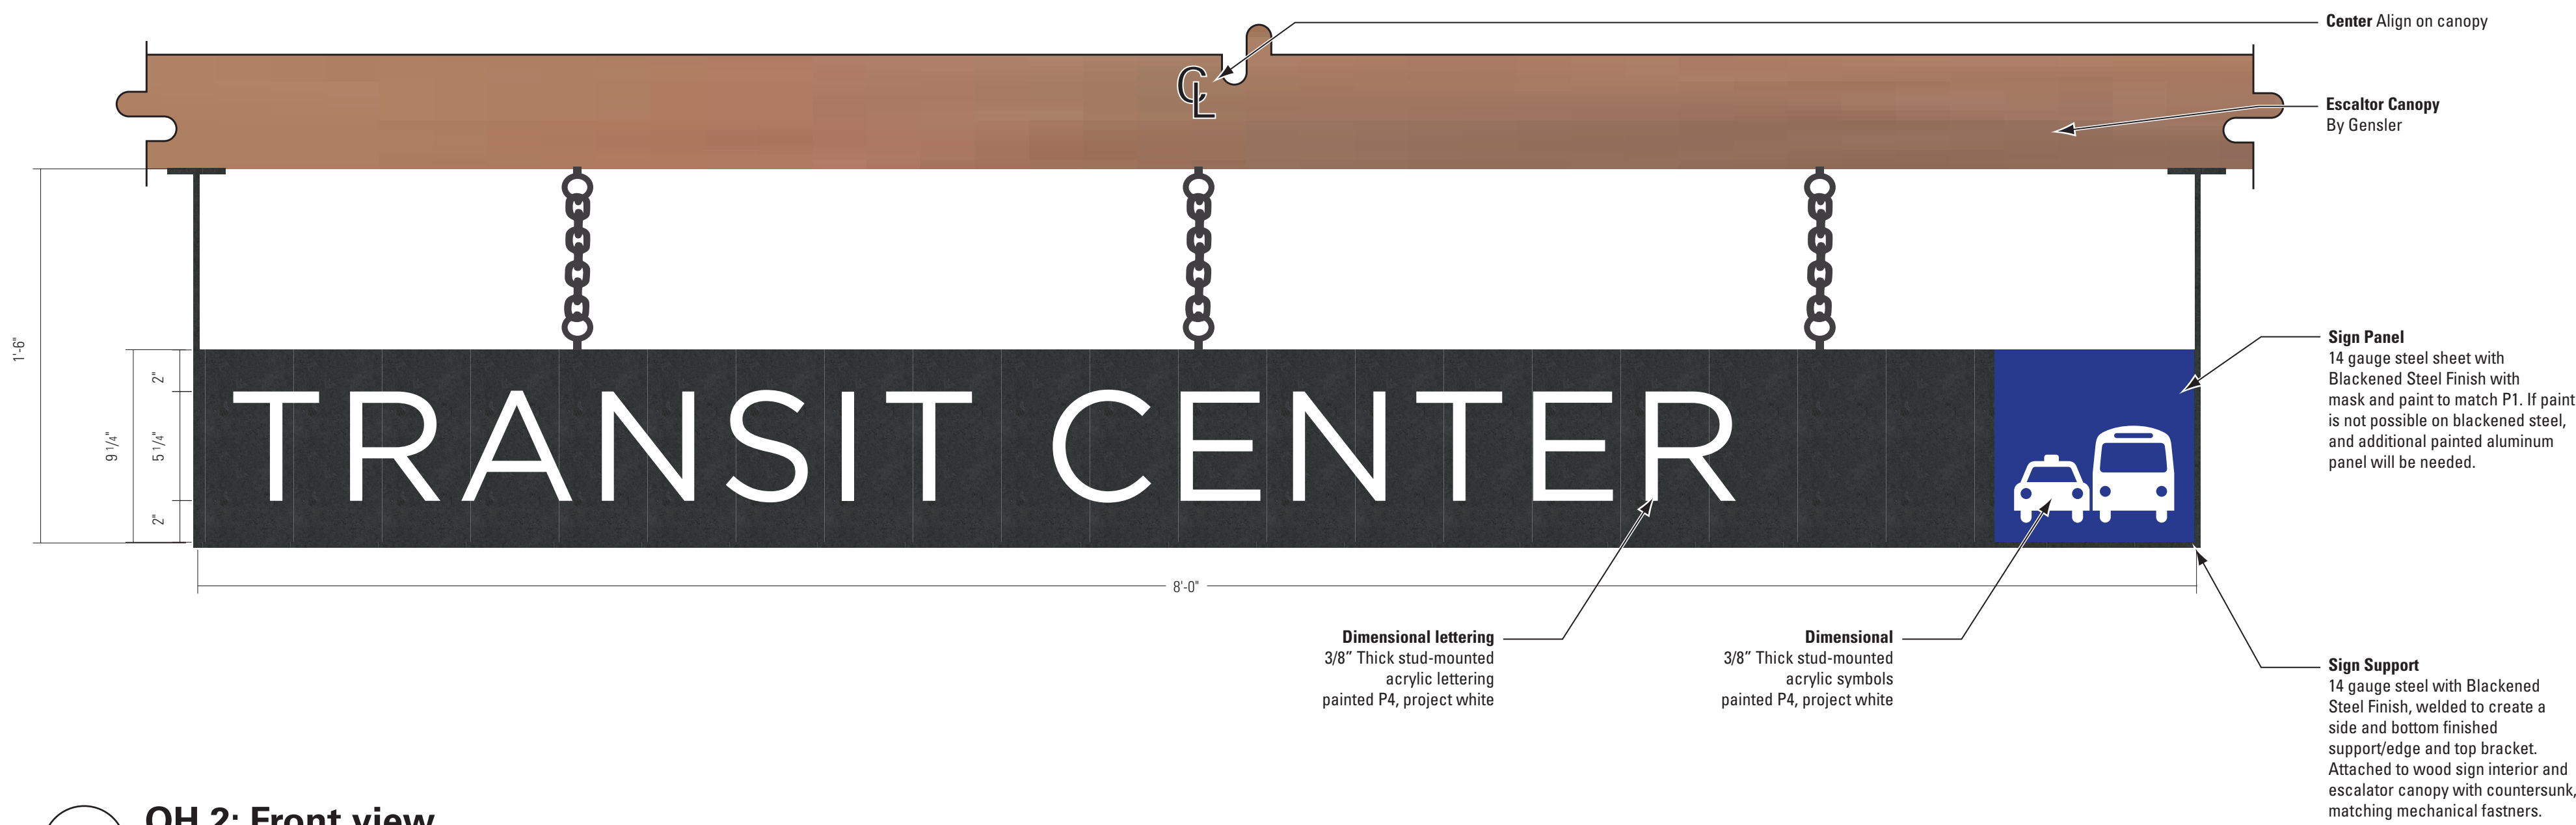 Center Align on canopy
CL
Escaltor Canopy
By Gensler
1'-6"
9 1/4"
2"
5 1/4"
2"
TRANSIT CENTER
Sign Panel
14 gauge steel sheet with
Blackened Steel Finish with
mask and paint to match P1. If paint
is not possible on blackened steel,
and additional painted aluminum
panel will be needed.
8'-0"
Dimensional lettering
3/8” Thick stud-mounted
acrylic lettering
painted P4, project white
Dimensional
3/8” Thick stud-mounted
acrylic symbols
painted P4, project white
Sign Support
14 gauge steel with Blackened
Steel Finish, welded to create a
side and bottom finished
support/edge and top bracket.
Attached to wood sign interior and
escalator canopy with countersunk,
matching mechanical fastners.
OH 2: Front view